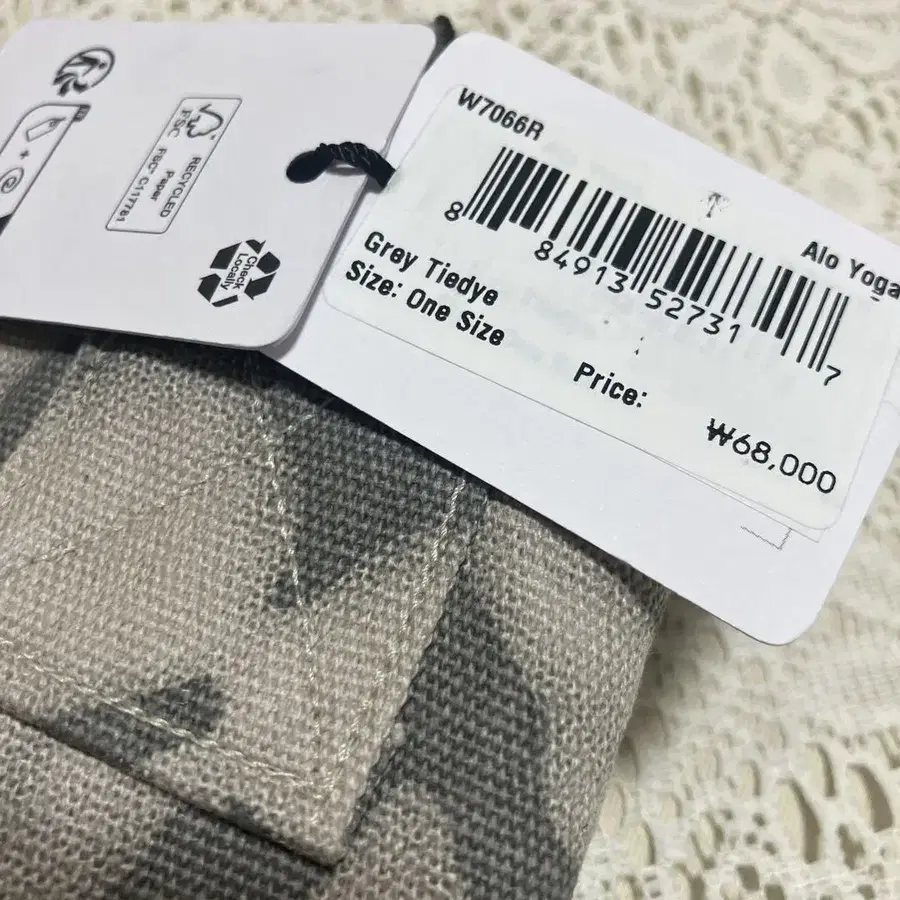 FSC
RECYCLED
Paper
FSC® C117781
Check
Locally
W7066R
Alo Yoga
8 84913 52731 7
Grey Tiedye
Size: One Size
Price:
₩68,000